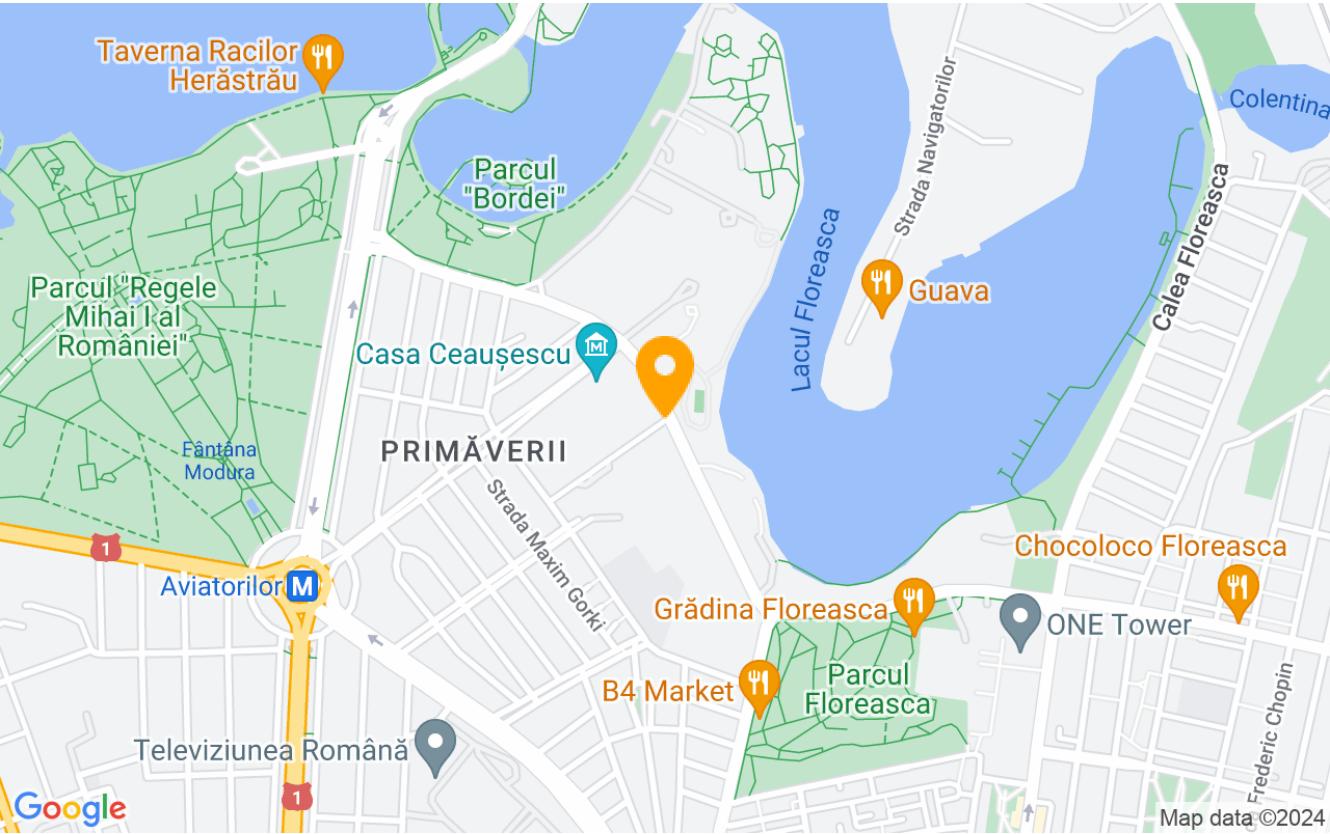 Taverna Racilor
Herăstrău
Colentina
Strada Navigatorilor
Parcul
"Bordei"
Calea Floreasca
Lacul Floreasca
Parcul "Regele
Mihai I al
României"
Guava
Casa Ceaușescu
M
PRIMĂVERII
Fântâna
Modura
Strada Maxim Gorki
1
Chocoloco Floreasca
Aviatorilor M
Grădina Floreasca
ONE Tower
B4 Market
Parcul
Floreasca
Frederic Chopin
Televiziunea Română
1
Google
Map data ©2024